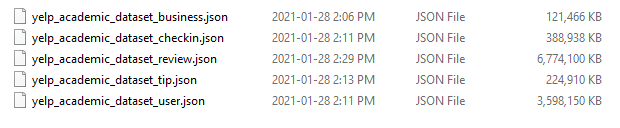 yelp_academic_dataset_business.json 2021-01-28 2:06 PM JSON File 121,466 KB
yelp_academic_dataset_checkin.json 2021-01-28 2:11 PM JSON File 388,938 KB
yelp_academic_dataset_review.json 2021-01-28 2:29 PM JSON File 6,774,100 KB
yelp_academic_dataset_tip.json 2021-01-28 2:13 PM JSON File 224,910 KB
yelp_academic_dataset_user.json 2021-01-28 2:11 PM JSON File 3,598,150 KB